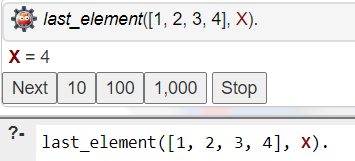 last_element([1, 2, 3, 4], X).
X = 4
Next 10 100 1,000 Stop
?- last_element([1, 2, 3, 4], X).